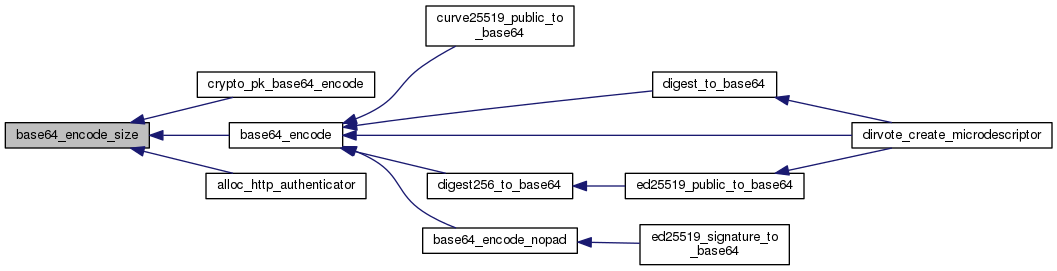 curve25519_public_to
_base64
crypto_pk_base64_encode
digest_to_base64
base64_encode_size
base64_encode
dirvote_create_microdescriptor
alloc_http_authenticator
digest256_to_base64
ed25519_public_to_base64
base64_encode_nopad
ed25519_signature_to
_base64